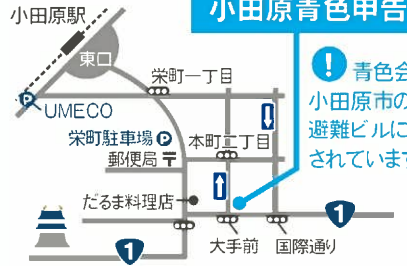 小田原駅
小田原青色申告
東口
栄町一丁目
青色会
小田原市の
避難ビルに
されています
P
UMECO
栄町駐車場 P
本町二丁目
郵便局 〒
だるま料理店
1
大手前
国際通り
1